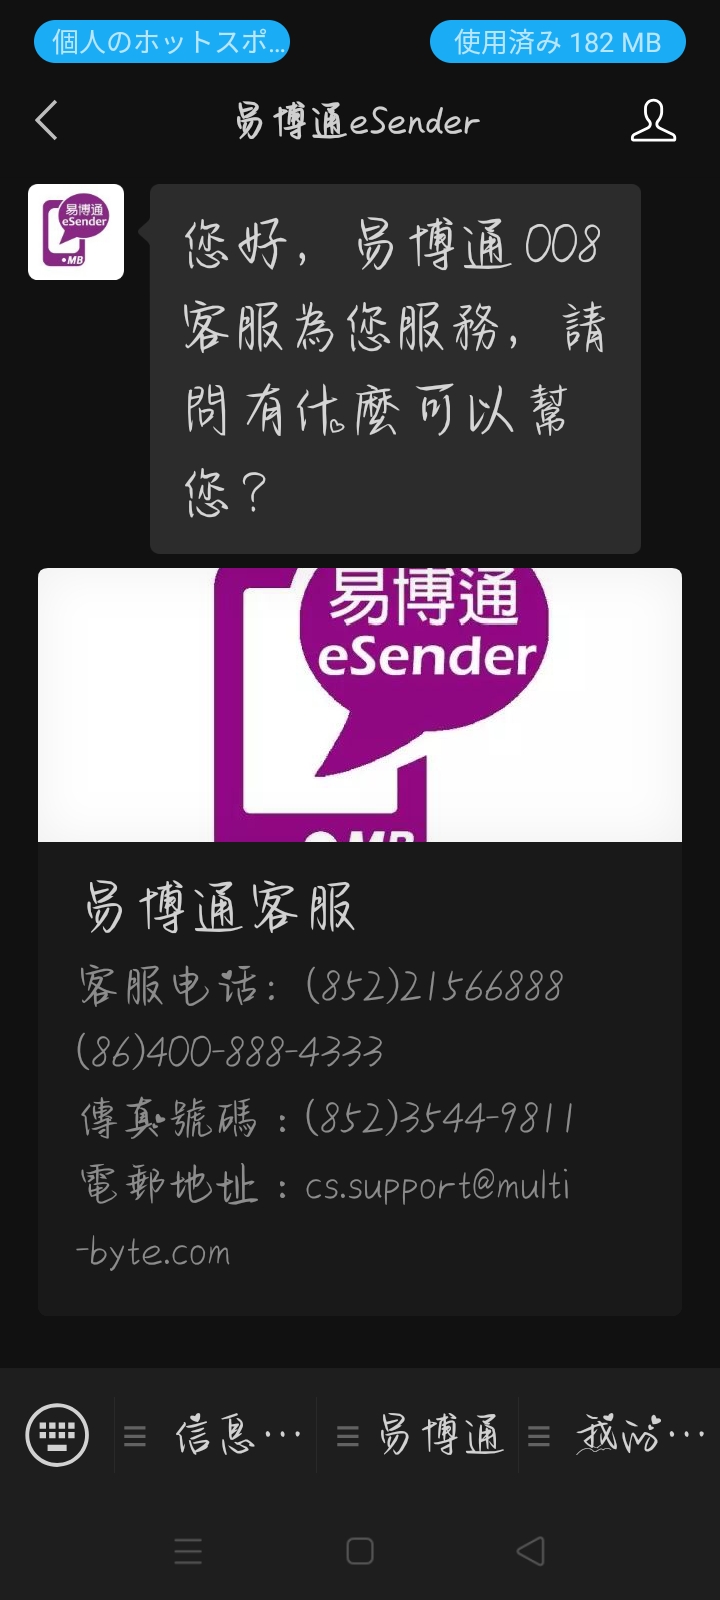 個人のホットスポ…
使用済み 182 MB
易博通eSender
易博通
eSender
MB
您好，易博通008
客服為您服務，請
問有什麼可以幫
您？
易博通
eSender
MB
易博通客服
客服电话：(852)21566888
(86)400-888-4333
傳真號碼：(852)3544-9811
電郵地址：cs.support@multi
-byte.com
信息…
易博通
我的…